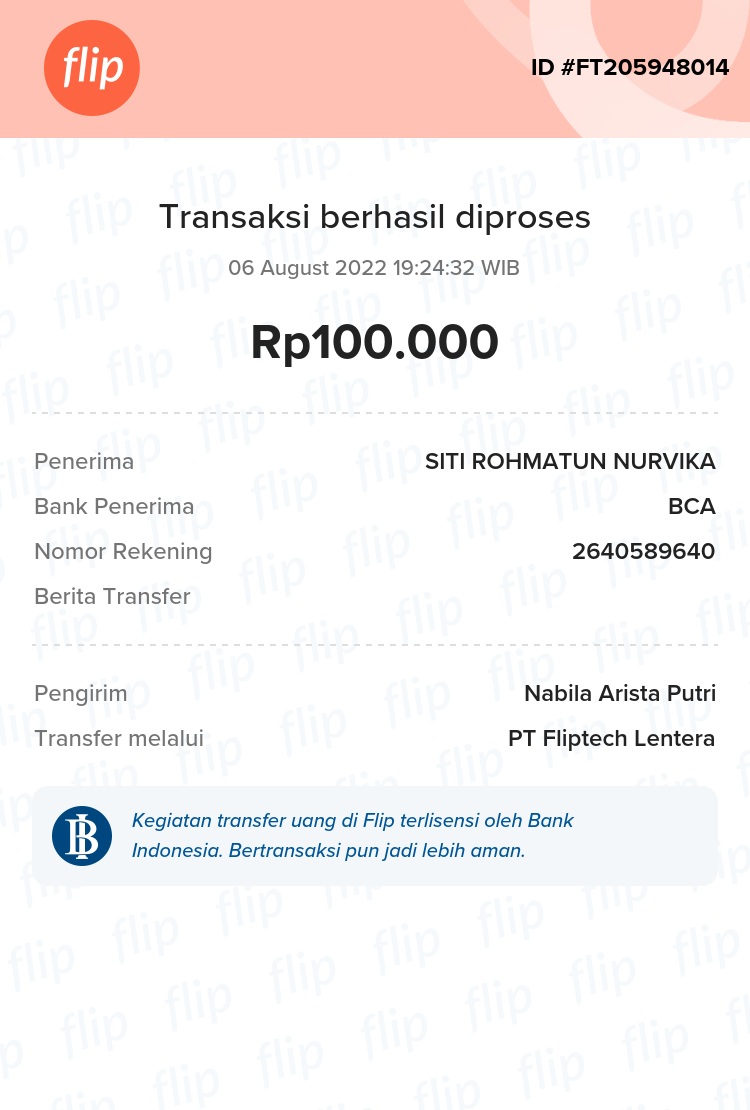 flip
ID #FT205948014
Transaksi berhasil diproses
06 August 2022 19:24:32 WIB
Rp100.000
Penerima SITI ROHMATUN NURVIKA
Bank Penerima BCA
Nomor Rekening 2640589640
Berita Transfer
Pengirim Nabila Arista Putri
Transfer melalui PT Fliptech Lentera
Kegiatan transfer uang di Flip terlisensi oleh Bank
Indonesia. Bertransaksi pun jadi lebih aman.